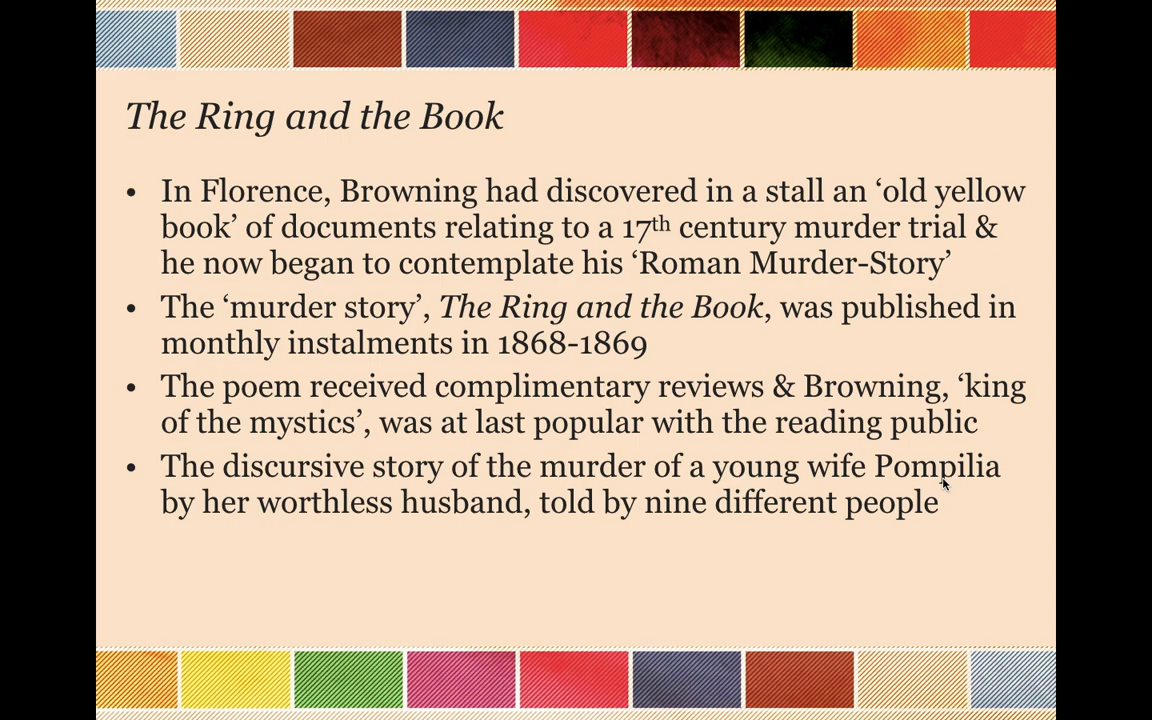 The Ring and the Book
• In Florence, Browning had discovered in a stall an ‘old yellow
book’ of documents relating to a 17th century murder trial &
he now began to contemplate his ‘Roman Murder-Story’
• The ‘murder story’, The Ring and the Book, was published in
monthly instalments in 1868-1869
• The poem received complimentary reviews & Browning, ‘king
of the mystics’, was at last popular with the reading public
• The discursive story of the murder of a young wife Pompilia
by her worthless husband, told by nine different people